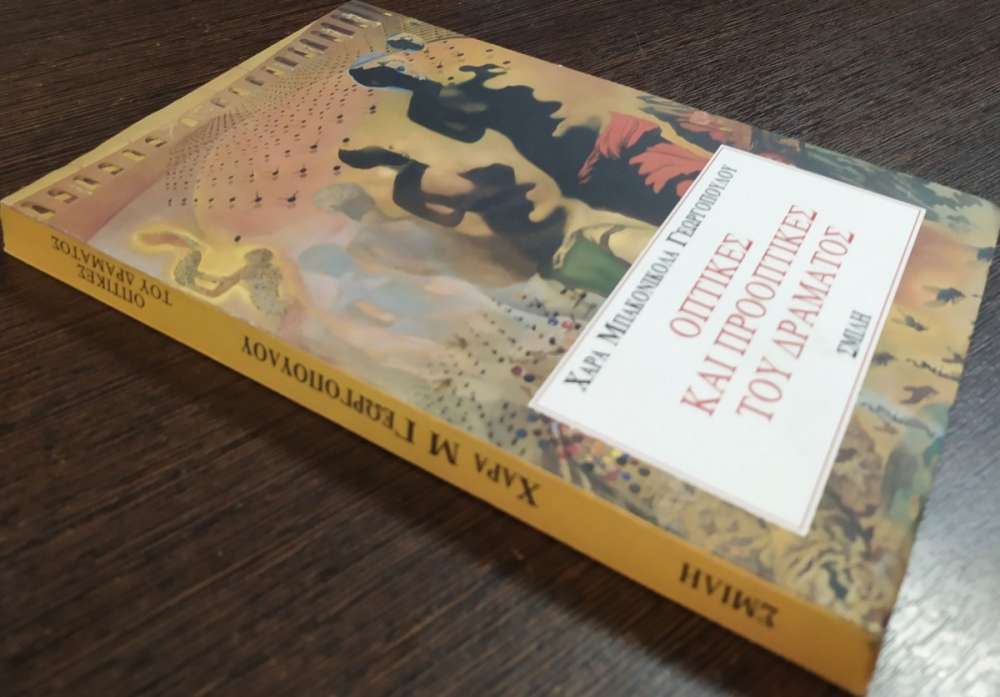 ΧΑΡΑ ΜΠΑΚΟΝΙΚΟΛΑ ΓΕΩΡΓΟΠΟΥΛΟΥ
ΟΠΤΙΚΕΣ
ΚΑΙ ΠΡΟΟΠΤΙΚΕΣ
ΤΟΥ ΔΡΑΜΑΤΟΣ
ΣΜΙΛΗ
ΣΜΙΛΗ
ΧΑΡΑ Μ ΓΕΩΡΓΟΠΟΥΛΟΥ
ΟΠΤΙΚΕΣ
ΤΟΥ ΔΡΑΜΑΤΟΣ